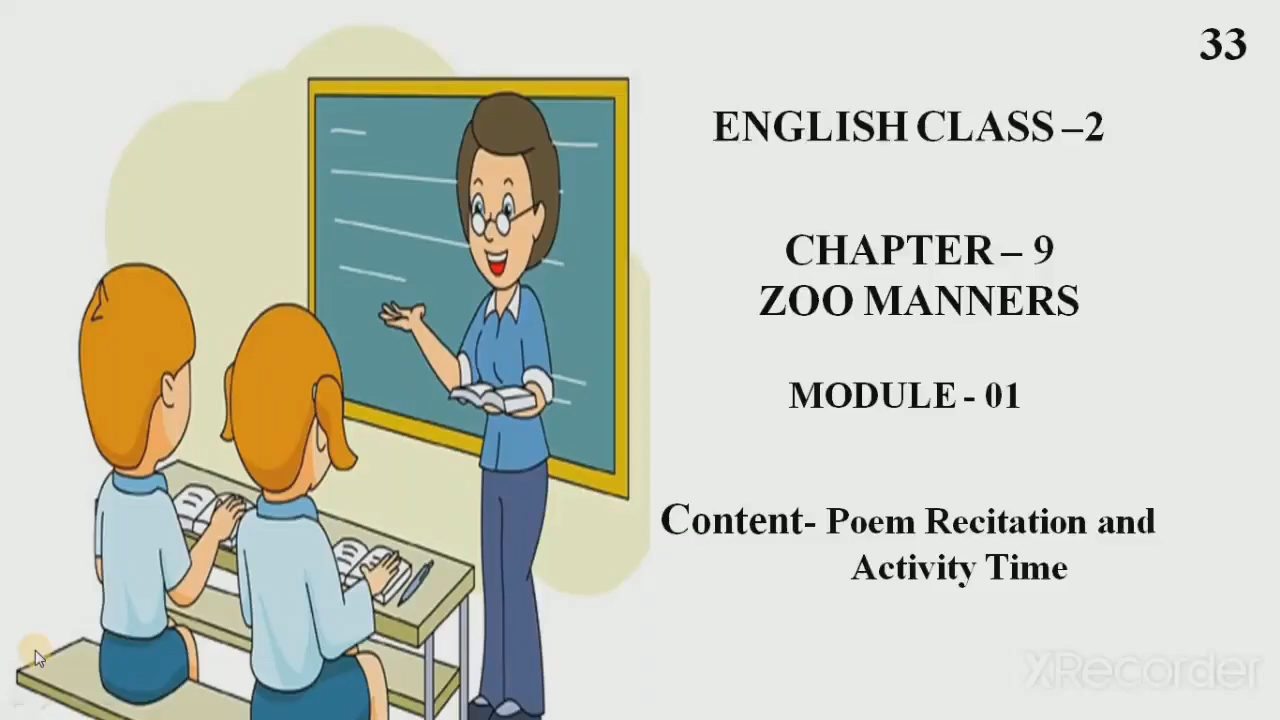 33
ENGLISH CLASS –2
CHAPTER – 9
ZOO MANNERS
MODULE - 01
Content- Poem Recitation and
Activity Time
XRecorder